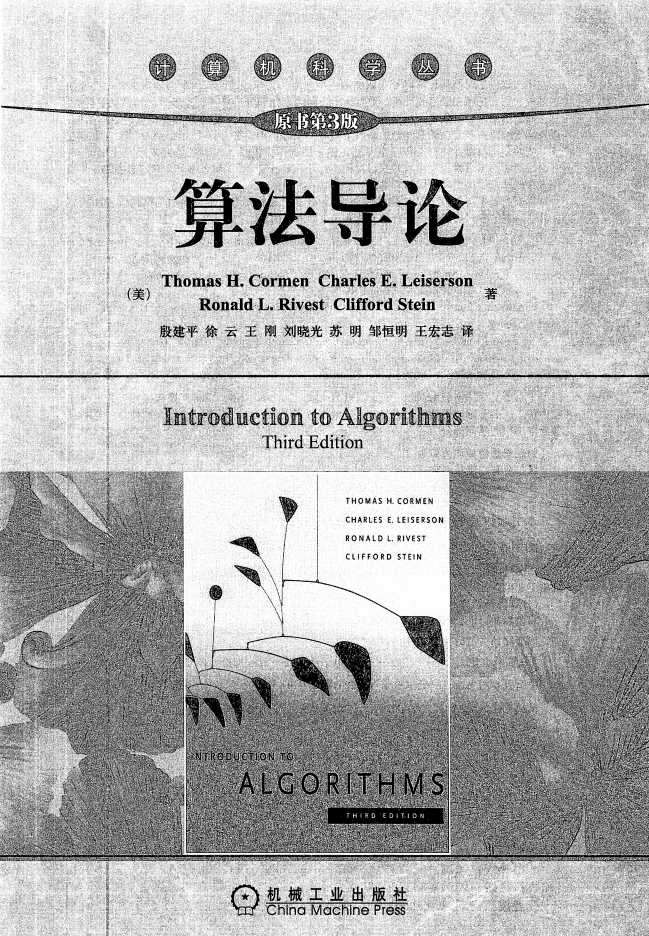 计算机科学丛书
原书第3版
算法导论
（美） Thomas H. Cormen Charles E. Leiserson
Ronald L. Rivest Clifford Stein 著
殷建平 徐 云 王 刚 刘晓光 苏 明 邹恒明 王宏志 译
Introduction to Algorithms
Third Edition
THOMAS H. CORMEN
CHARLES E. LEISERSON
RONALD L. RIVEST
CLIFFORD STEIN
INTRODUCTION TO
ALGORITHMS
THIRD EDITION
机械工业出版社
China Machine Press